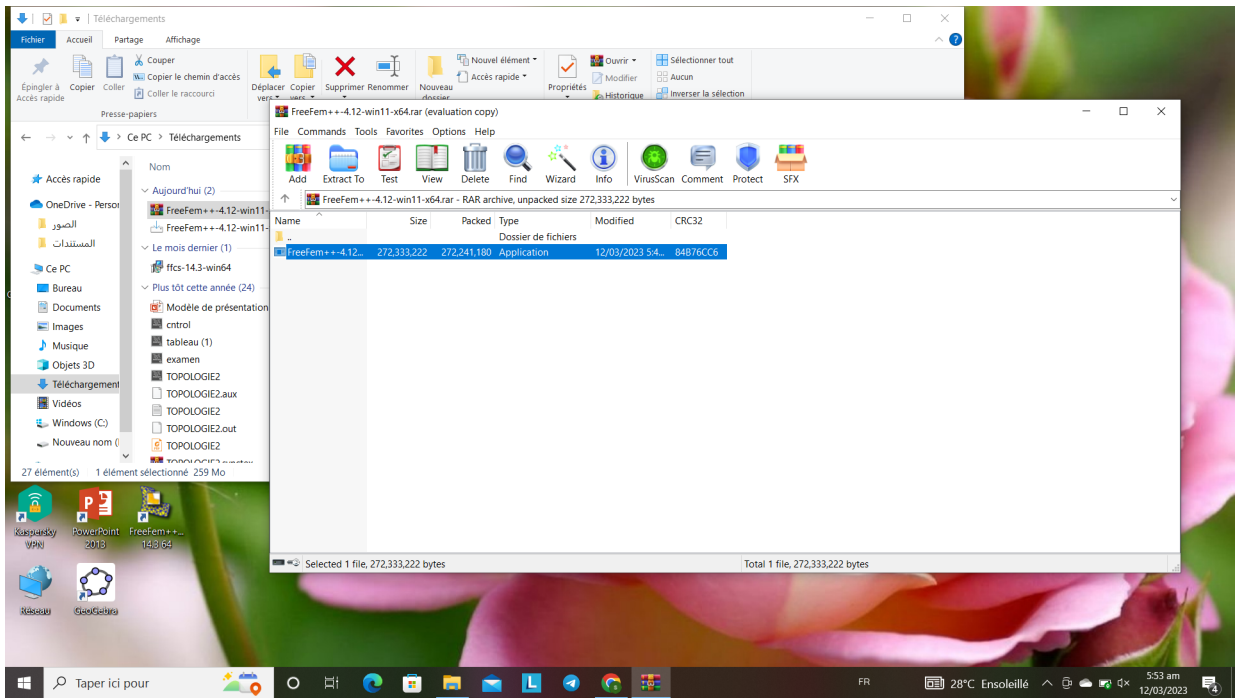 Téléchargements
Fichier Accueil Partage Affichage
Épingler à Accès rapide
Copier
Coller
Couper
Copier le chemin d'accès
Coller le raccourci
Presse-papiers
Déplacer vers
Copier vers
Supprimer
Renommer
Nouveau dossier
Nouvel élément
Accès rapide
Propriétés
Ouvrir
Modifier
Historique
Sélectionner tout
Aucun
Inverser la sélection
Ce PC > Téléchargements
Accès rapide
OneDrive - Person
الصور
المستندات
Ce PC
Bureau
Documents
Images
Musique
Objets 3D
Téléchargement
Vidéos
Windows (C:)
Nouveau nom (
Nom
Aujourd'hui (2)
FreeFem++-4.12-win11-
FreeFem++-4.12-win11-
Le mois dernier (1)
ffcs-14.3-win64
Plus tôt cette année (24)
Modèle de présentation
cntrol
tableau (1)
examen
TOPOLOGIE2
TOPOLOGIE2.aux
TOPOLOGIE2
TOPOLOGIE2.out
TOPOLOGIE2
27 élément(s) 1 élément sélectionné 259 Mo
FreeFem++-4.12-win11-x64.rar (evaluation copy)
File Commands Tools Favorites Options Help
Add Extract To Test View Delete Find Wizard Info VirusScan Comment Protect SFX
FreeFem++-4.12-win11-x64.rar - RAR archive, unpacked size 272,333,222 bytes
Name Size Packed Type Modified CRC32
.. Dossier de fichiers
FreeFem++-4.12... 272,333,222 272,241,180 Application 12/03/2023 5:4... 84B76CC6
Selected 1 file, 272,333,222 bytes
Total 1 file, 272,333,222 bytes
Kaspersky VPN
PowerPoint 2013
FreeFem++... 14.3 64
Réseau
GeoGebra
Taper ici pour
L
FR
28°C Ensoleillé
5:53 am
12/03/2023
4